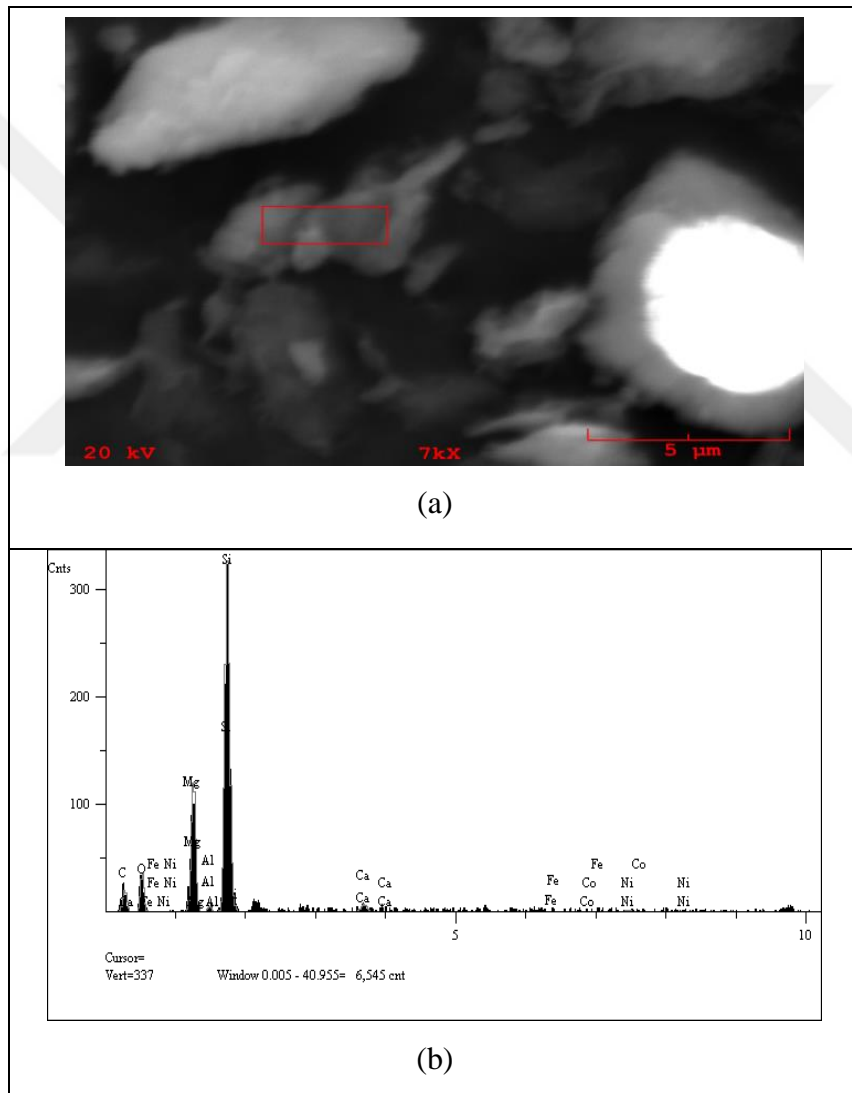 20 kV 7kX 5 µm
(a)
Cnts
Si
300
200
Si
Mg
100
Mg
C O Fe Ni Al
Fe Ni Al
Fe Ni Al
Ca Ca
Ca Ca
Fe Co
Fe Co Ni Ni
Fe Co Ni Ni
5 10
Cursor=
Vert=337 Window 0.005 - 40.955= 6,545 cnt
(b)